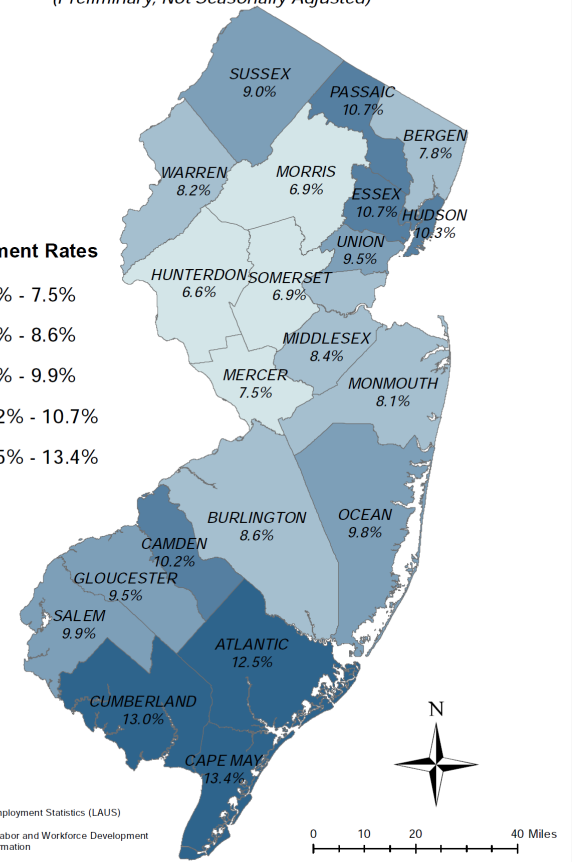 (Preliminary, Not Seasonally Adjusted)
SUSSEX
9.0%
PASSAIC
10.7%
BERGEN
7.8%
WARREN
8.2%
MORRIS
6.9%
ESSEX
10.7%
HUDSON
10.3%
UNION
9.5%
ment Rates
HUNTERDON
6.6%
SOMERSET
6.9%
% - 7.5%
MIDDLESEX
8.4%
% - 8.6%
MERCER
7.5%
MONMOUTH
8.1%
% - 9.9%
2% - 10.7%
5% - 13.4%
BURLINGTON
8.6%
OCEAN
9.8%
CAMDEN
10.2%
GLOUCESTER
9.5%
SALEM
9.9%
ATLANTIC
12.5%
CUMBERLAND
13.0%
CAPE MAY
13.4%
N
mployment Statistics (LAUS)
abor and Workforce Development
rmation
0 10 20 40 Miles